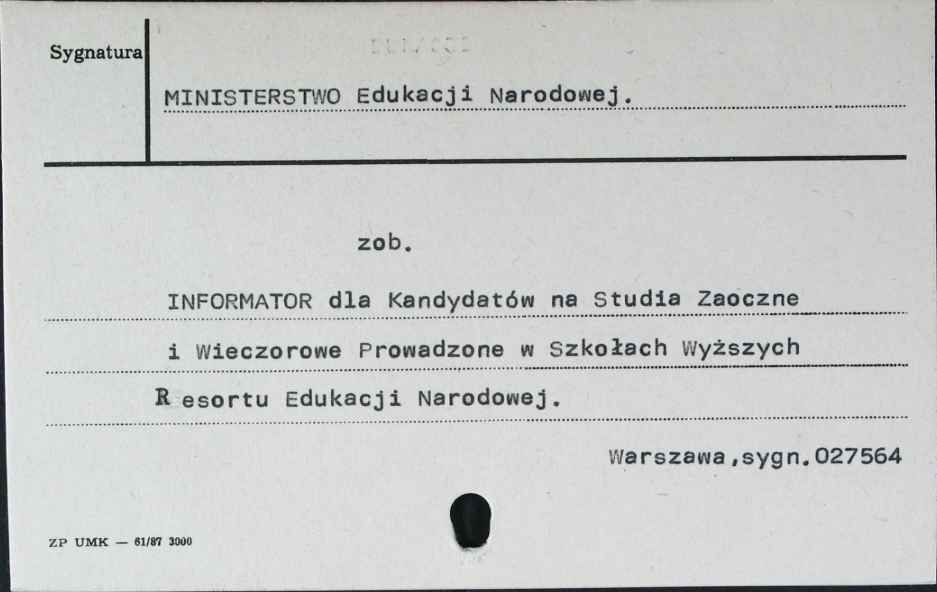 Sygnatura
MINISTERSTWO Edukacji Narodowej.
zob.
INFORMATOR dla Kandydatów na Studia Zaoczne
i Wieczorowe Prowadzone w Szkołach Wyższych
R esortu Edukacji Narodowej.
Warszawa,sygn.027564
ZP UMK — 61/87 3000